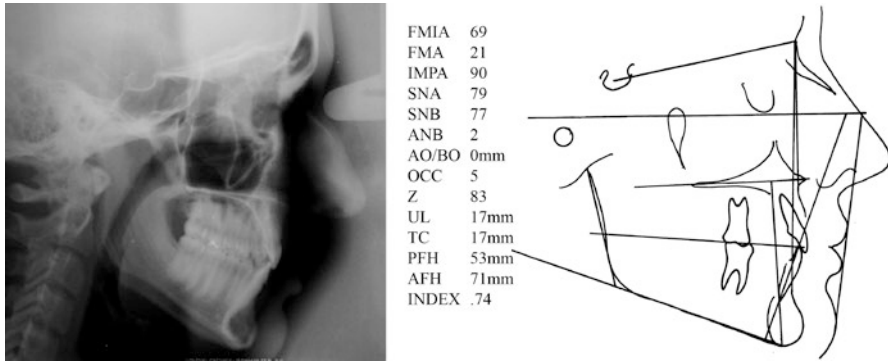 FMIA 69
FMA 21
IMPA 90
SNA 79
SNB 77
ANB 2
AO/BO 0mm
OCC 5
Z 83
UL 17mm
TC 17mm
PFH 53mm
AFH 71mm
INDEX .74